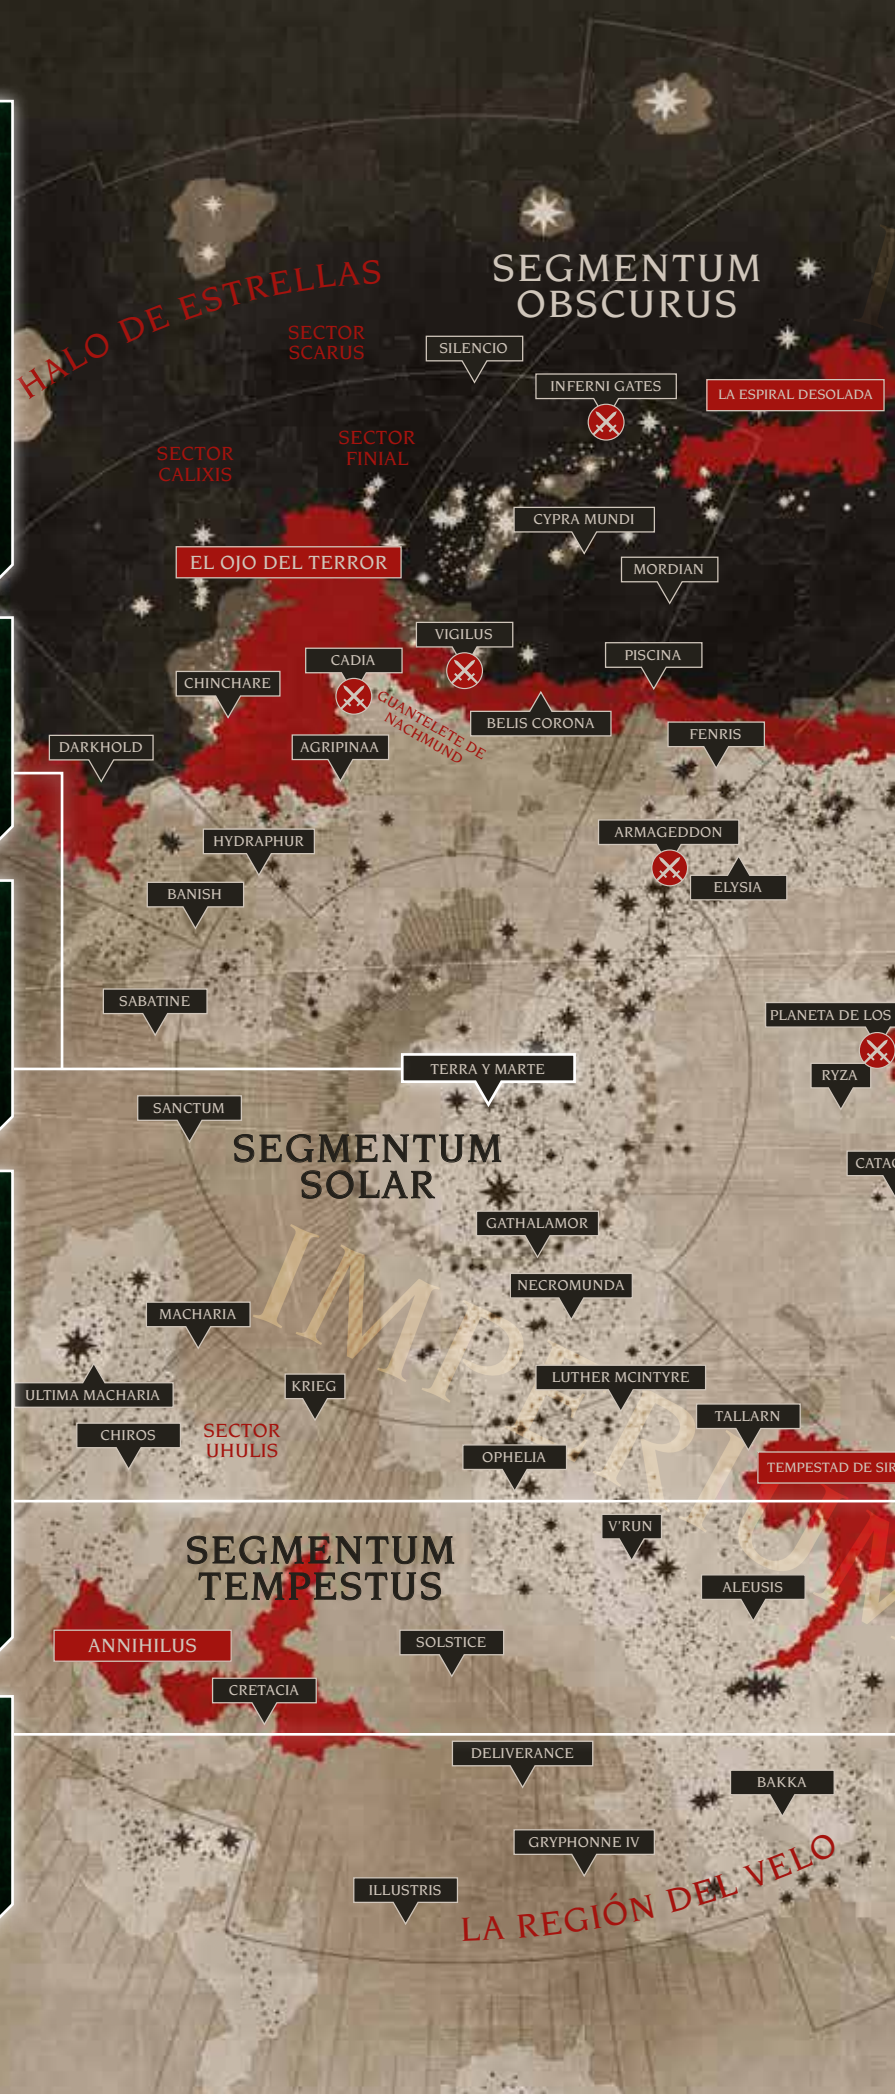 SEGMENTUM
OBSCURUS
HALO DE ESTRELLAS
SECTOR
SCARUS
SILENCIO
INFERNI GATES
LA ESPIRAL DESOLADA
SECTOR
FINIAL
SECTOR
CALIXIS
CYPRA MUNDI
EL OJO DEL TERROR
MORDIAN
VIGILUS
CADIA
PISCINA
CHINCHARE
GUANTELETE DE
NACHMUND
BELIS CORONA
FENRIS
DARKHOLD
AGRIPINAA
ARMAGEDDON
HYDRAPHUR
ELYSIA
BANISH
SABATINE
PLANETA DE LOS
TERRA Y MARTE
RYZA
SANCTUM
SEGMENTUM
SOLAR
CATAC
GATHALAMOR
NECROMUNDA
IMPERIUM
MACHARIA
LUTHER MCINTYRE
KRIEG
ULTIMA MACHARIA
TALLARN
CHIROS
SECTOR
UHULIS
OPHELIA
TEMPESTAD DE SIR
V'RUN
SEGMENTUM
TEMPESTUS
ALEUSIS
ANNIHILUS
SOLSTICE
CRETACIA
DELIVERANCE
BAKKA
GRYPHONNE IV
ILLUSTRIS
LA REGIÓN DEL VELO